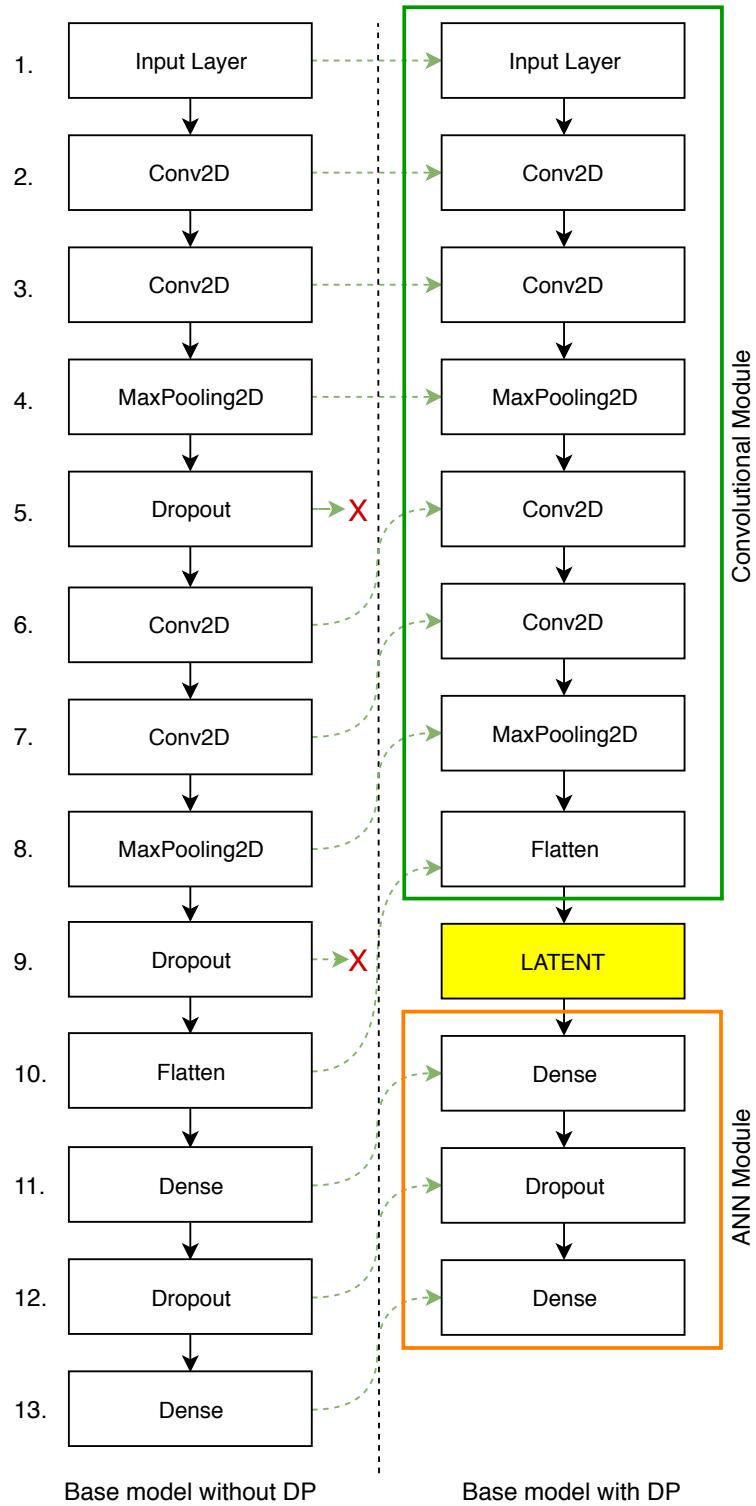 1.
Input Layer
Input Layer
2.
Conv2D
Conv2D
3.
Conv2D
Conv2D
4.
MaxPooling2D
MaxPooling2D
5.
Dropout
X
Conv2D
6.
Conv2D
Conv2D
7.
Conv2D
MaxPooling2D
8.
MaxPooling2D
Flatten
Convolutional Module
9.
Dropout
X
LATENT
10.
Flatten
Dense
11.
Dense
Dropout
12.
Dropout
Dense
ANN Module
13.
Dense
Base model without DP
Base model with DP